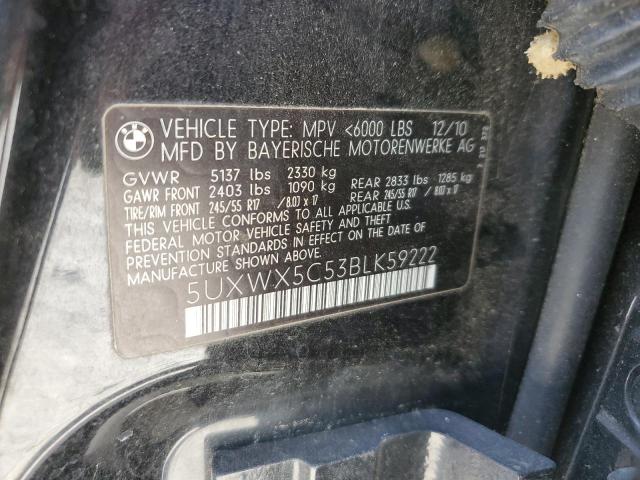 BMW
VEHICLE TYPE: MPV <6000 LBS 12/10
MFD BY BAYERISCHE MOTORENWERKE AG
GVWR 5137 lbs 2330 kg
GAWR FRONT 2403 lbs 1090 kg REAR 2833 lbs 1285 kg
TIRE/RIM FRONT 245/55 R17 / 8.0J x 17 REAR 245/55 R17 / 8.0J x 17
THIS VEHICLE CONFORMS TO ALL APPLICABLE U.S.
FEDERAL MOTOR VEHICLE SAFETY AND THEFT
PREVENTION STANDARDS IN EFFECT ON THE DATE OF
MANUFACTURE SHOWN ABOVE.
5UXWX5C53BLK59222